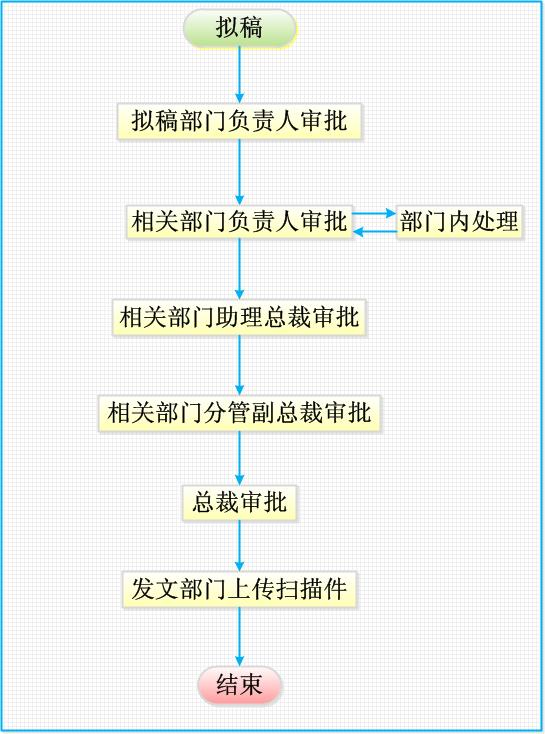 拟稿
拟稿部门负责人审批
相关部门负责人审批
部门内处理
相关部门助理总裁审批
相关部门分管副总裁审批
总裁审批
发文部门上传扫描件
结束